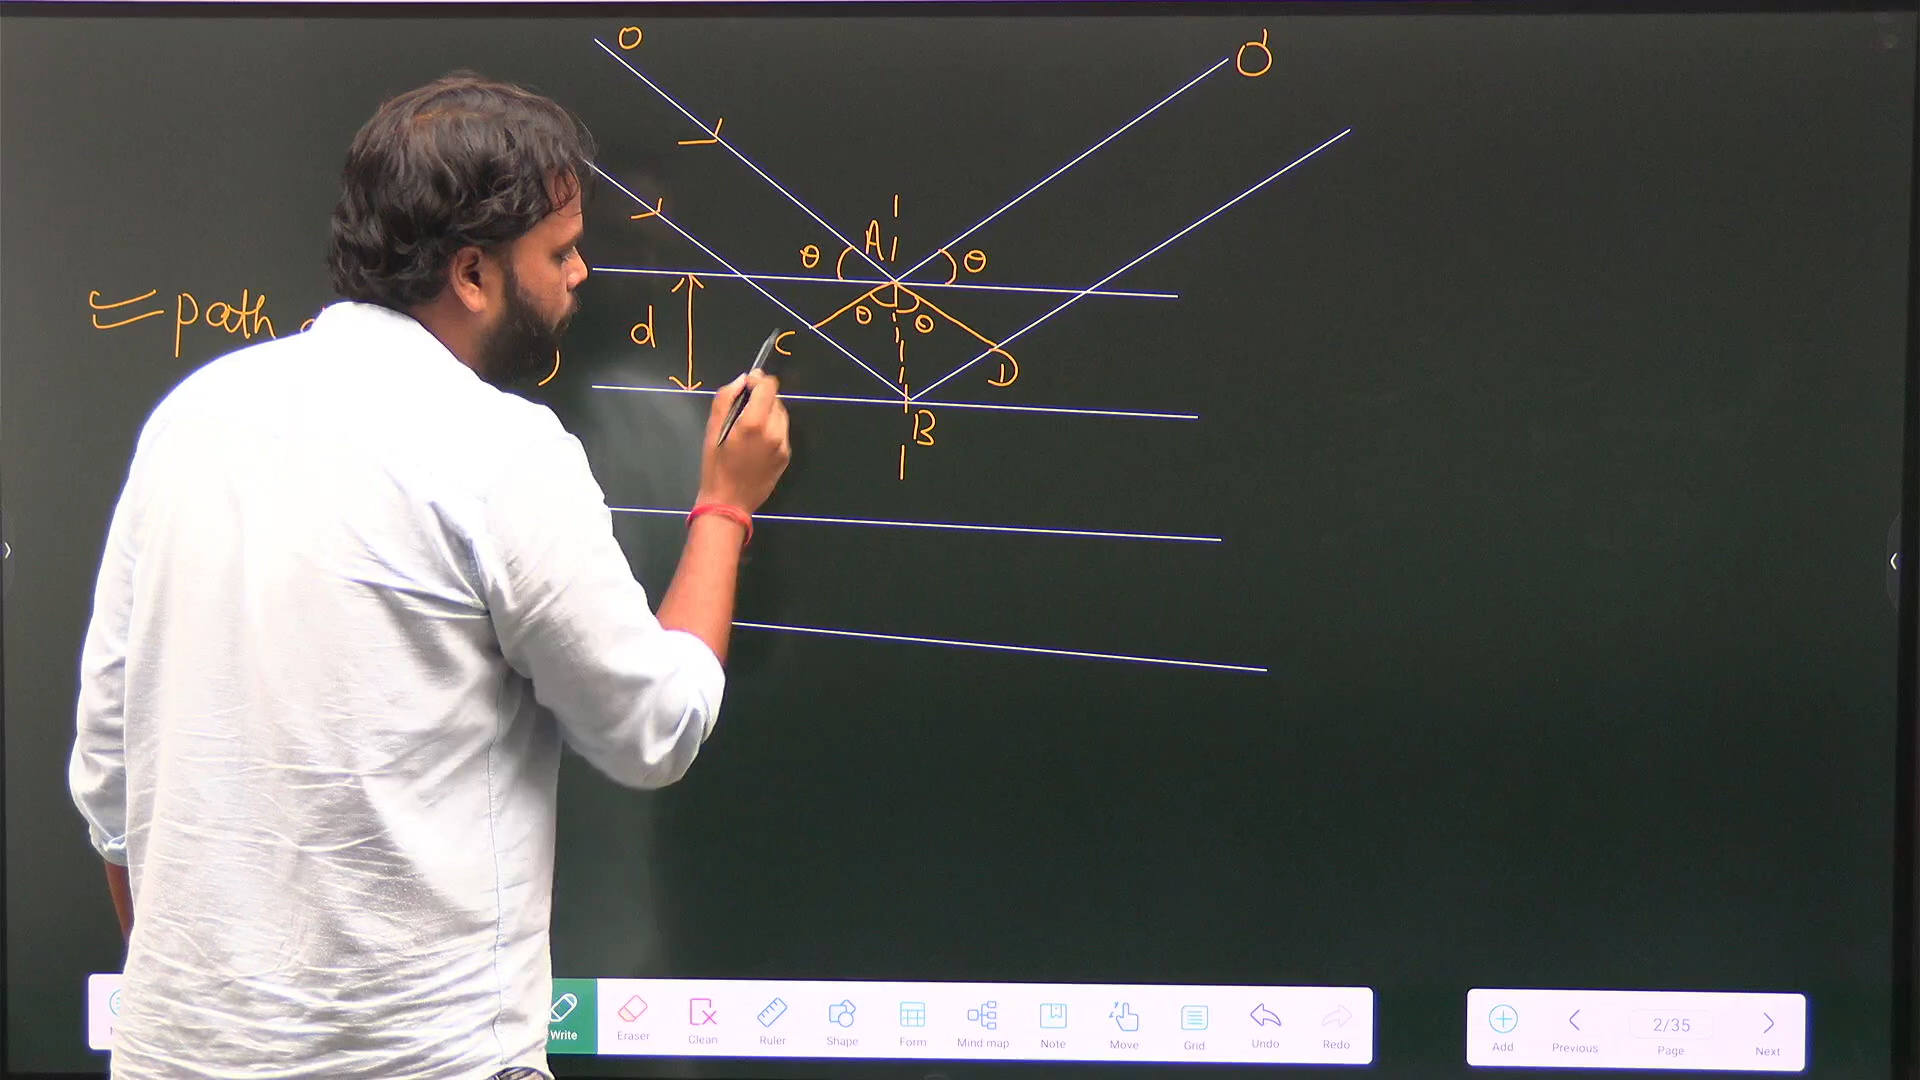 O
O'
A
θ
θ
path
d
θ
θ
C
D
B
Write
Eraser
Clean
Ruler
Shape
Form
Mind map
Note
Move
Grid
Undo
Redo
Add
Previous
2/35
Page
Next